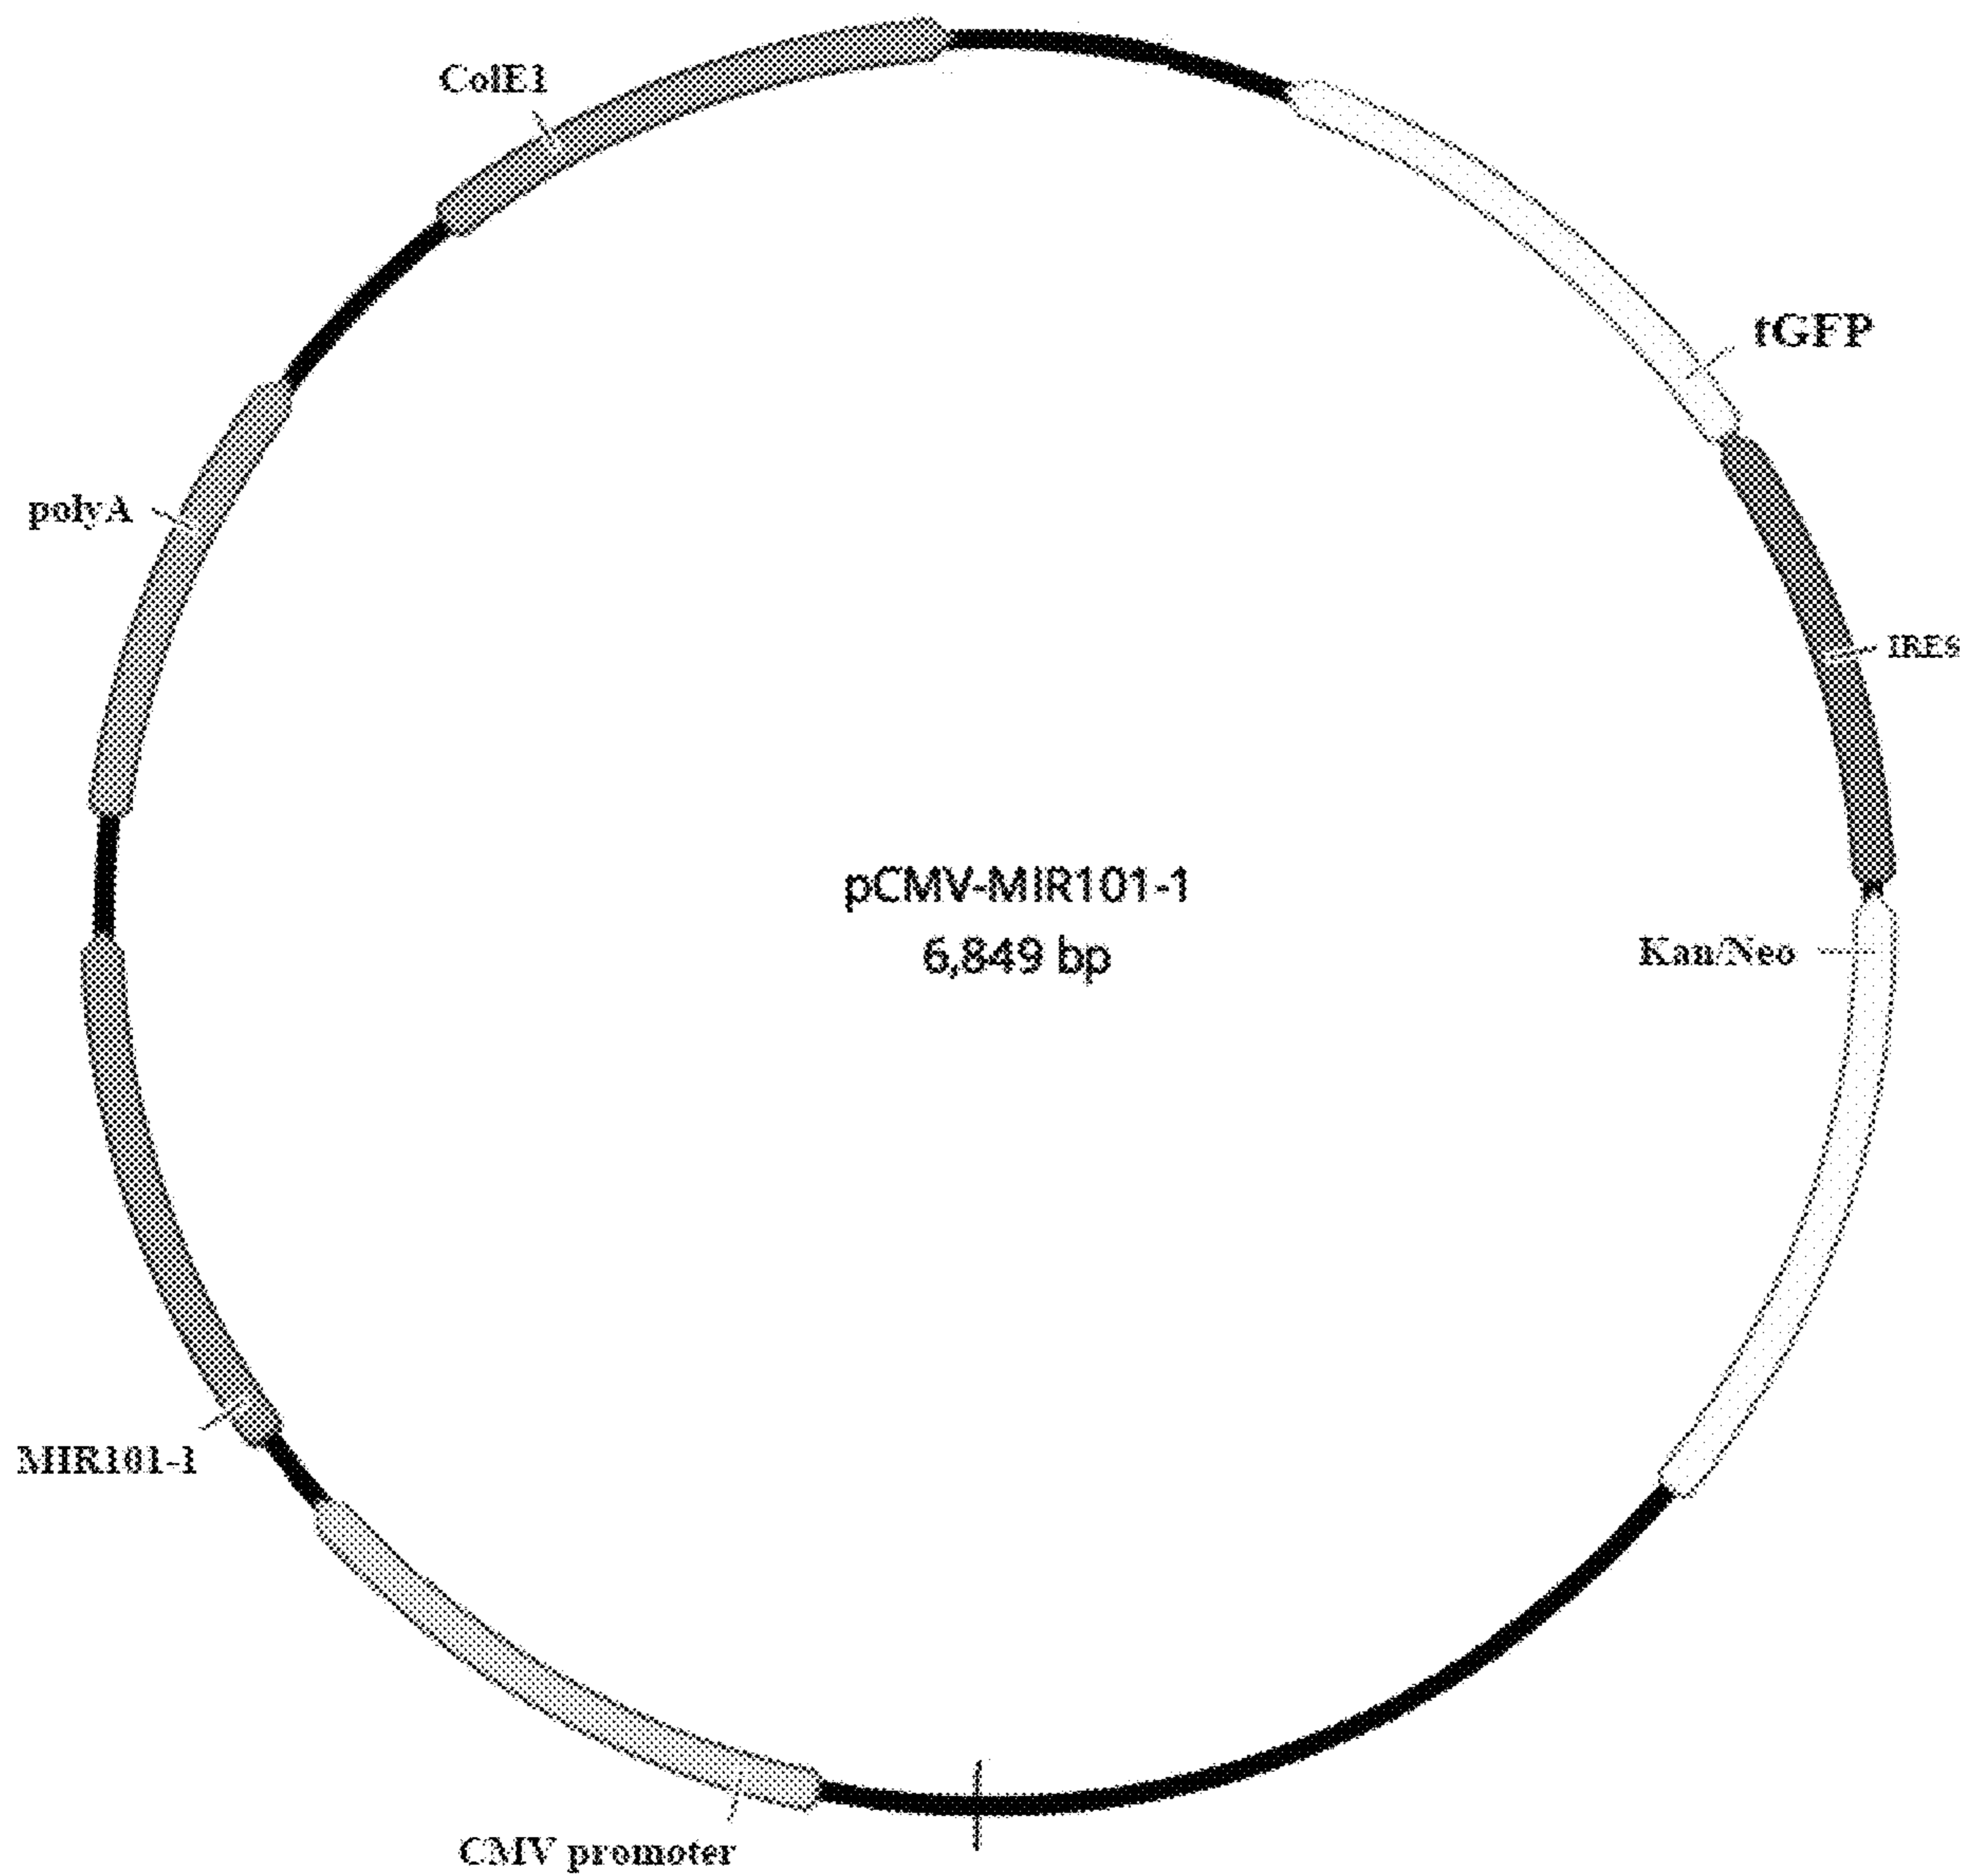 ColE1
tGFP
polyA
IRES
pCMV-MIR101-1
6,849 bp
Kan/Neo
MIR101-1
CMV promoter